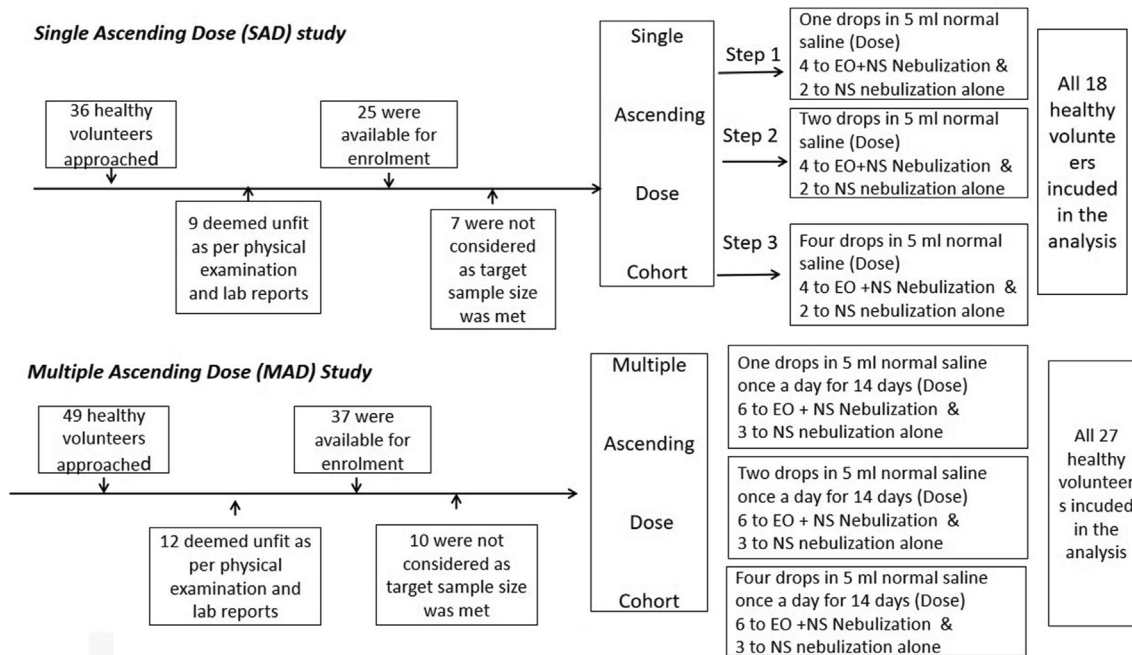 Single Ascending Dose (SAD) study
36 healthy
volunteers
approached
9 deemed unfit
as per physical
examination
and lab reports
25 were
available for
enrolment
7 were not
considered
as target
sample size
was met
Single
Ascending
Dose
Cohort
Step 1
One drops in 5 ml normal
saline (Dose)
4 to EO+NS Nebulization &
2 to NS nebulization alone
Step 2
Two drops in 5 ml normal
saline (Dose)
4 to EO+NS Nebulization &
2 to NS nebulization alone
Step 3
Four drops in 5 ml normal
saline (Dose)
4 to EO +NS Nebulization &
2 to NS nebulization alone
All 18
healthy
volunte
ers
incuded
in the
analysis
Multiple Ascending Dose (MAD) Study
49 healthy
volunteers
approached
12 deemed unfit as
per physical
examination and
lab reports
37 were
available for
enrolment
10 were not
considered as
target sample size
was met
Multiple
Ascending
Dose
Cohort
One drops in 5 ml normal saline
once a day for 14 days (Dose)
6 to EO + NS Nebulization &
3 to NS nebulization alone
Two drops in 5 ml normal saline
once a day for 14 days (Dose)
6 to EO + NS Nebulization &
3 to NS nebulization alone
Four drops in 5 ml normal saline
once a day for 14 days (Dose)
6 to EO +NS Nebulization &
3 to NS nebulization alone
All 27
healthy
volunteer
s incuded
in the
analysis